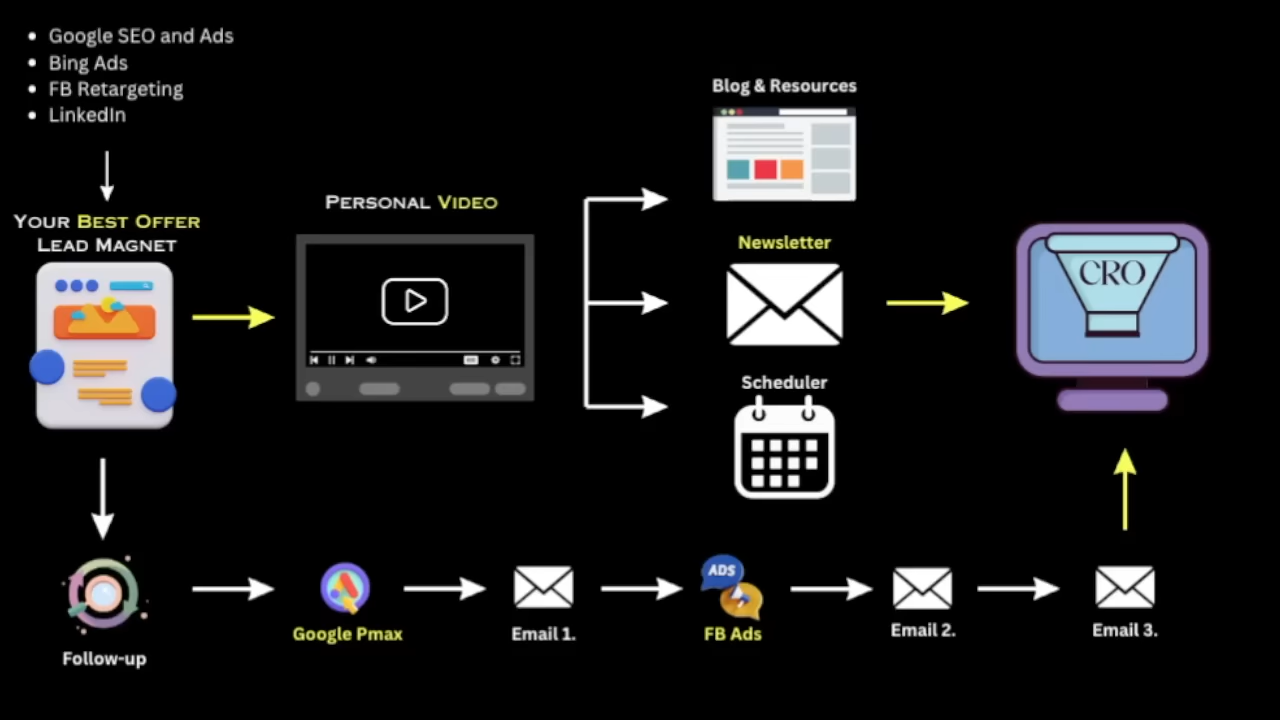 Google SEO and Ads
Bing Ads
FB Retargeting
LinkedIn
Your Best Offer
Lead Magnet
Personal Video
Blog & Resources
Newsletter
Scheduler
CRO
Follow-up
Google Pmax
Email 1.
ADS
FB Ads
Email 2.
Email 3.